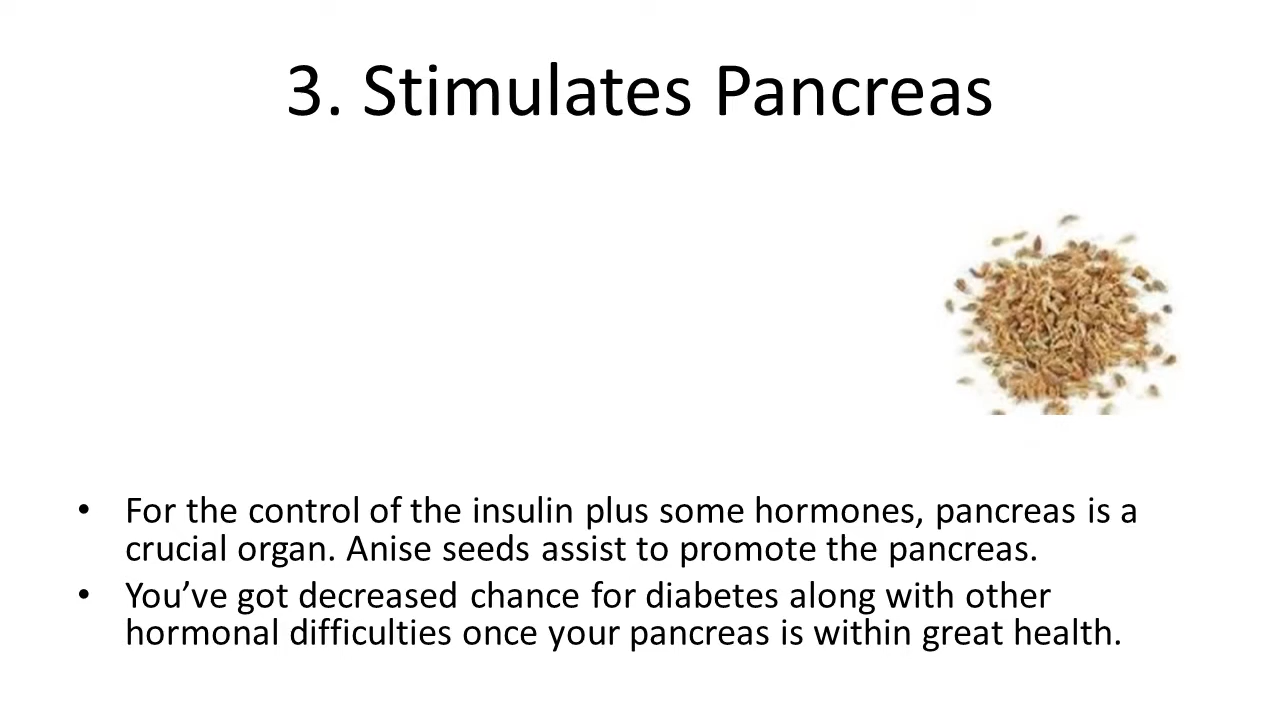 3. Stimulates Pancreas
• For the control of the insulin plus some hormones, pancreas is a
crucial organ. Anise seeds assist to promote the pancreas.
• You’ve got decreased chance for diabetes along with other
hormonal difficulties once your pancreas is within great health.